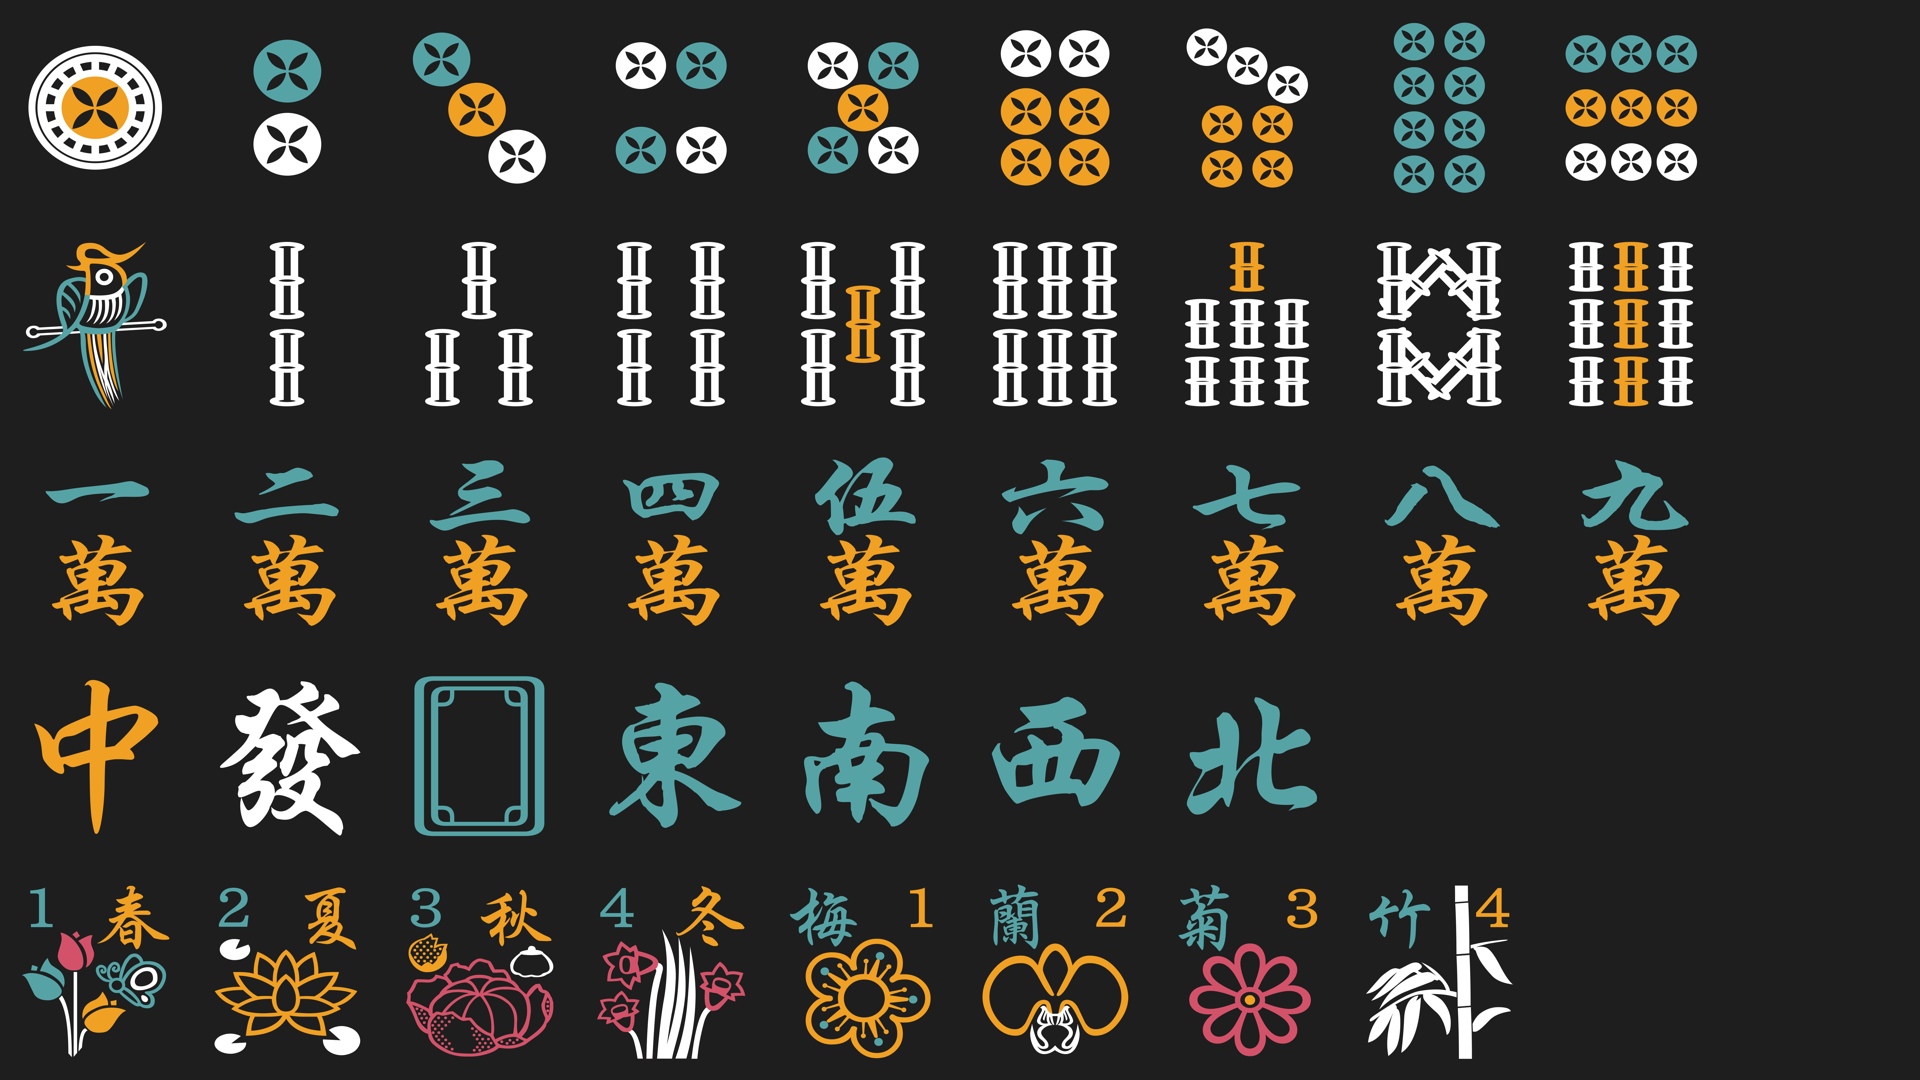 一 二 三 四 伍 六 七 八 九
萬 萬 萬 萬 萬 萬 萬 萬 萬
中 發 東 南 西 北
1 春 2 夏 3 秋 4 冬 梅 1 蘭 2 菊 3 竹 4